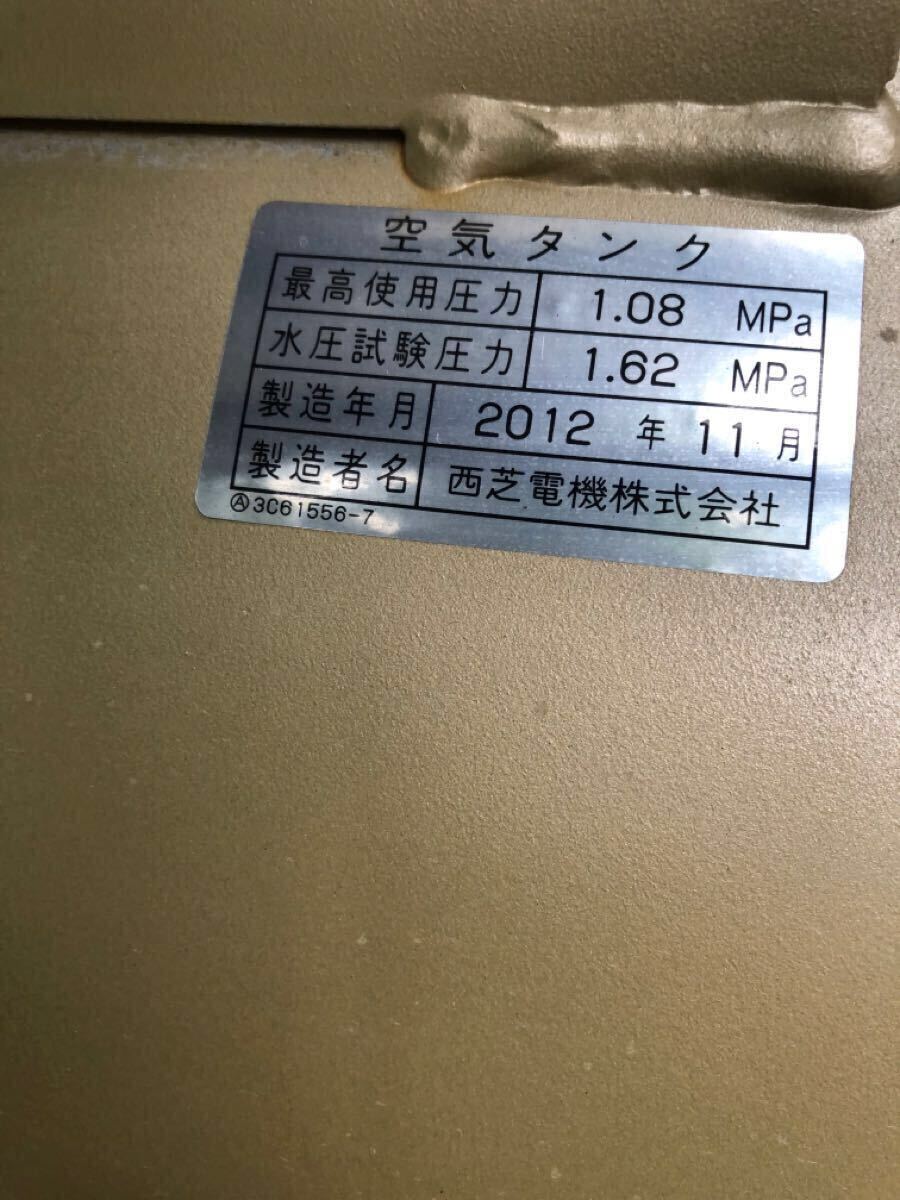 空気タンク
最高使用圧力 1.08 MPa
水圧試験圧力 1.62 MPa
製造年月 2012 年 11 月
製造者名 西芝電機株式会社
Ⓐ3C61556-7